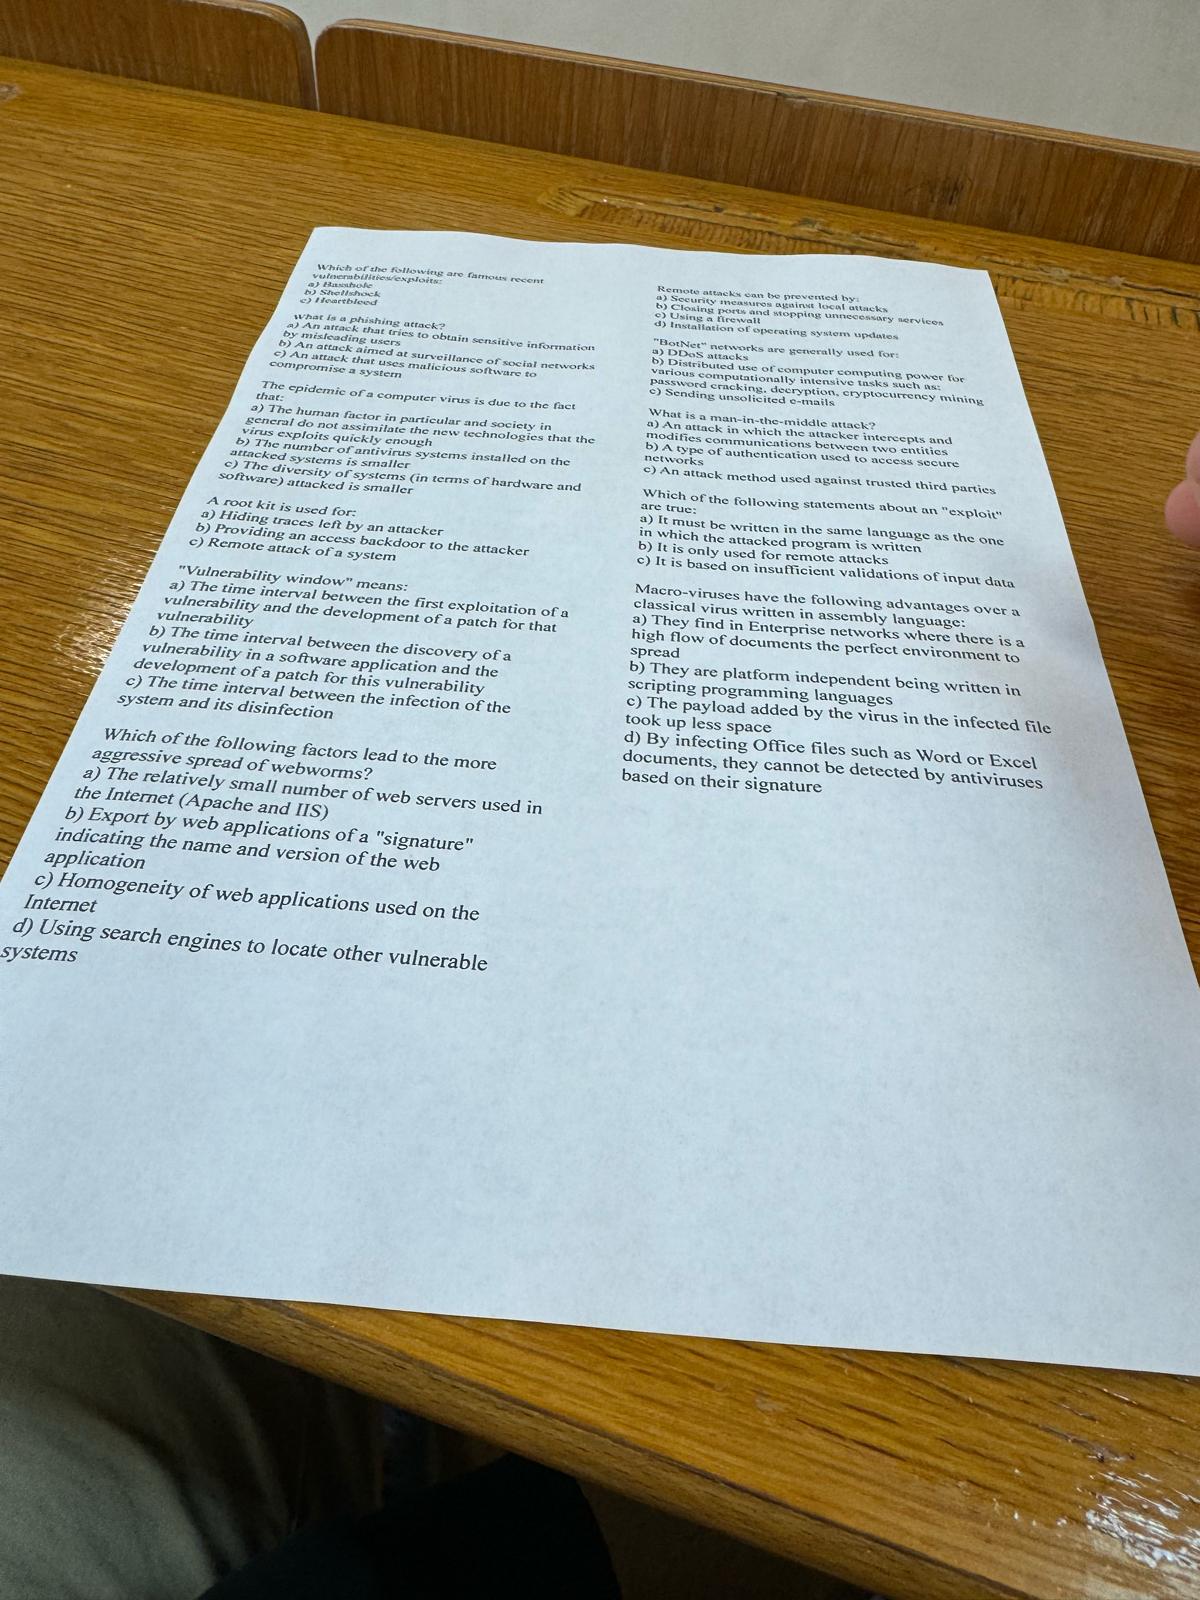 Which of the following are famous recent
vulnerabilities/exploits:
a) Basshole
b) Shellshock
c) Heartbleed
What is a phishing attack?
a) An attack that tries to obtain sensitive information
by misleading users
b) An attack aimed at surveillance of social networks
c) An attack that uses malicious software to
compromise a system
The epidemic of a computer virus is due to the fact
that:
a) The human factor in particular and society in
general do not assimilate the new technologies that the
virus exploits quickly enough
b) The number of antivirus systems installed on the
attacked systems is smaller
c) The diversity of systems (in terms of hardware and
software) attacked is smaller
A root kit is used for:
a) Hiding traces left by an attacker
b) Providing an access backdoor to the attacker
c) Remote attack of a system
"Vulnerability window" means:
a) The time interval between the first exploitation of a
vulnerability and the development of a patch for that
vulnerability
b) The time interval between the discovery of a
vulnerability in a software application and the
development of a patch for this vulnerability
c) The time interval between the infection of the
system and its disinfection
Which of the following factors lead to the more
aggressive spread of webworms?
a) The relatively small number of web servers used in
the Internet (Apache and IIS)
b) Export by web applications of a "signature"
indicating the name and version of the web
application
c) Homogeneity of web applications used on the
Internet
d) Using search engines to locate other vulnerable
systems
Remote attacks can be prevented by:
a) Security measures against local attacks
b) Closing ports and stopping unnecessary services
c) Using a firewall
d) Installation of operating system updates
"BotNet" networks are generally used for:
a) DDoS attacks
b) Distributed use of computer computing power for
various computationally intensive tasks such as:
password cracking, decryption, cryptocurrency mining
c) Sending unsolicited e-mails
What is a man-in-the-middle attack?
a) An attack in which the attacker intercepts and
modifies communications between two entities
b) A type of authentication used to access secure
networks
c) An attack method used against trusted third parties
Which of the following statements about an "exploit"
are true:
a) It must be written in the same language as the one
in which the attacked program is written
b) It is only used for remote attacks
c) It is based on insufficient validations of input data
Macro-viruses have the following advantages over a
classical virus written in assembly language:
a) They find in Enterprise networks where there is a
high flow of documents the perfect environment to
spread
b) They are platform independent being written in
scripting programming languages
c) The payload added by the virus in the infected file
took up less space
d) By infecting Office files such as Word or Excel
documents, they cannot be detected by antiviruses
based on their signature